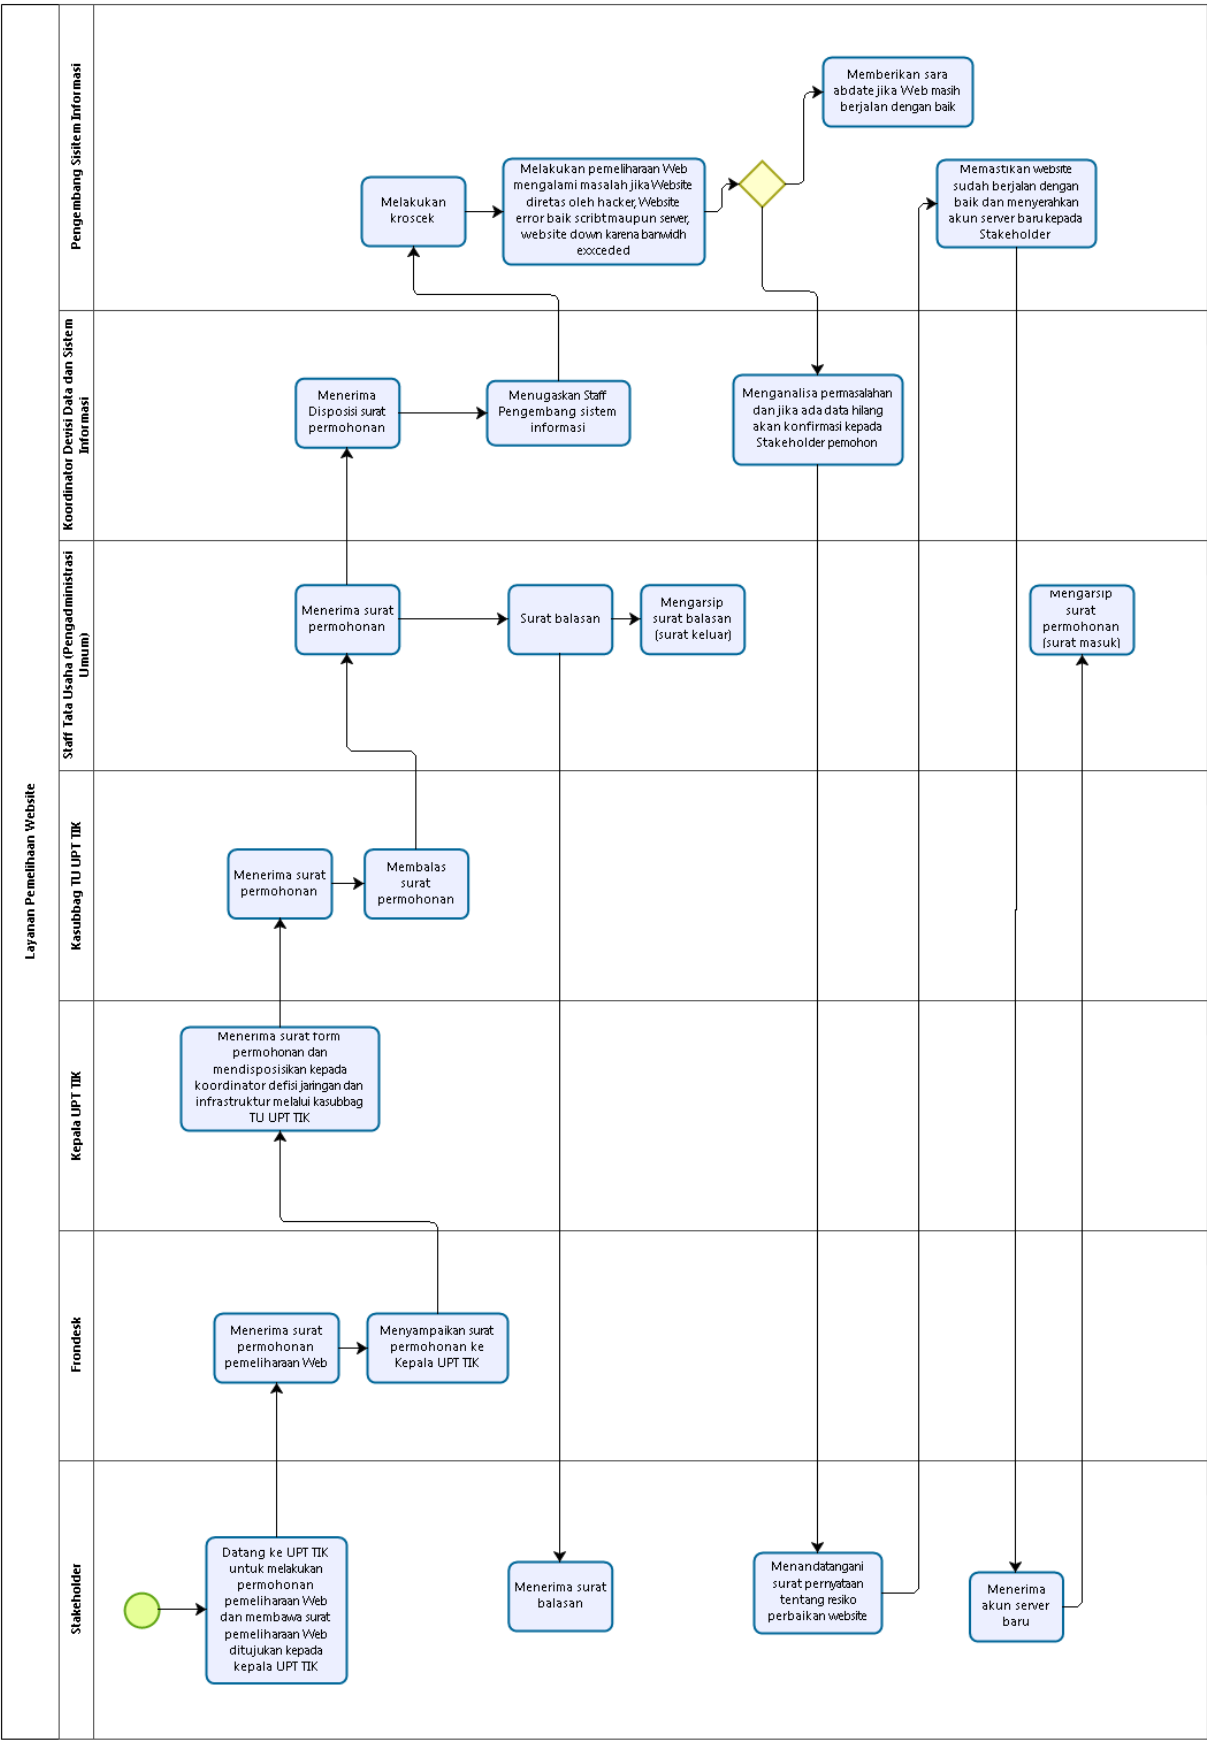 Layanan Pemelihaan Website
Pengembang Sisitem Informasi
Memberikan sara
abdate jika Web masih
berjalan dengan baik
Melakukan
kroscek
Melakukan pemeliharaan Web
mengalami masalah jika Website
diretas oleh hacker, Website
error baik scribt maupun server,
website down karena banwidh
exxceded
Memastikan website
sudah berjalan dengan
baik dan menyerahkan
akun server baru kepada
Stakeholder
Koordinator Devisi Data dan Sistem
Informasi
Menerima
Disposisi surat
permohonan
Menugaskan Staff
Pengembang sistem
informasi
Menganalisa permasalahan
dan jika ada data hilang
akan konfirmasi kepada
Stakeholder pemohon
Staff Tata Usaha (Pengadministrasi
Umum)
Menerima surat
permohonan
Surat balasan
Mengarsip
surat balasan
(surat keluar)
Mengarsip
surat
permohonan
(surat masuk)
Kasubbag TU UPT TIK
Menerima surat
permohonan
Membalas
surat
permohonan
Kepala UPT TIK
Menerima surat form
permohonan dan
mendisposisikan kepada
koordinator defisi jaringan dan
infrastruktur melalui kasubbag
TU UPT TIK
Frondesk
Menerima surat
permohonan
pemeliharaan Web
Menyampaikan surat
permohonan ke
Kepala UPT TIK
Stakeholder
Datang ke UPT TIK
untuk melakukan
permohonan
pemeliharaan Web
dan membawa surat
pemeliharaan Web
ditujukan kepada
kepala UPT TIK
Menerima surat
balasan
Menandatangani
surat pernyataan
tentang resiko
perbaikan website
Menerima
akun server
baru